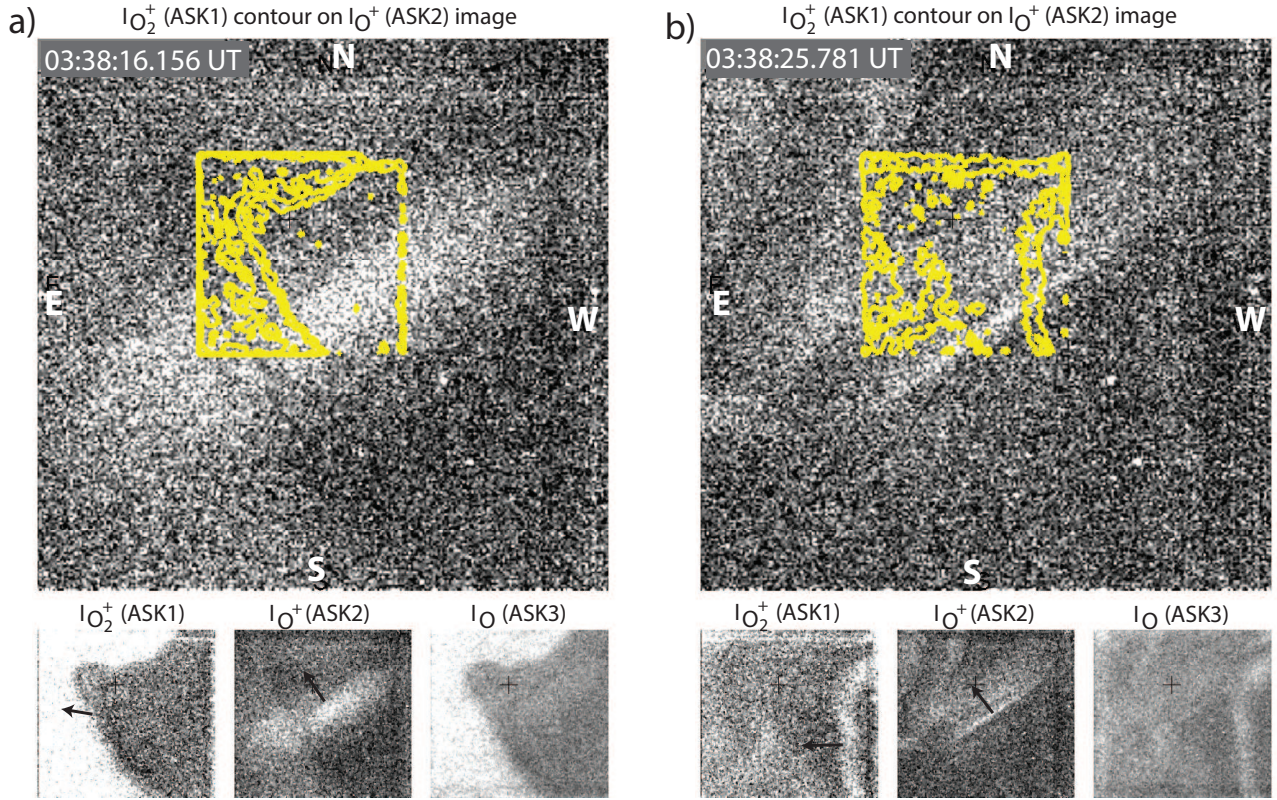 a)
I O₂⁺ (ASK1) contour on I O⁺ (ASK2) image
03:38:16.156 UT
N
E
W
S
I O₂⁺ (ASK1)
I O⁺ (ASK2)
I O (ASK3)
b)
I O₂⁺ (ASK1) contour on I O⁺ (ASK2) image
03:38:25.781 UT
N
E
W
S
I O₂⁺ (ASK1)
I O⁺ (ASK2)
I O (ASK3)